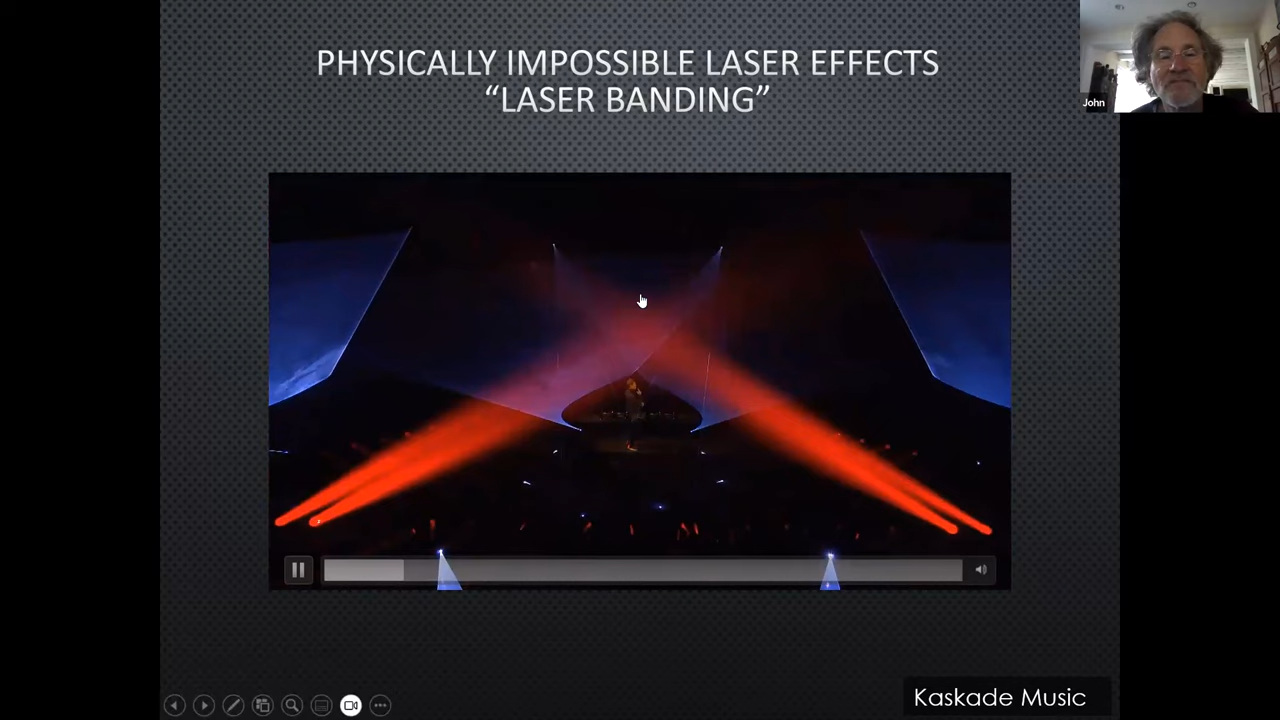 PHYSICALLY IMPOSSIBLE LASER EFFECTS
“LASER BANDING”
John
Kaskade Music